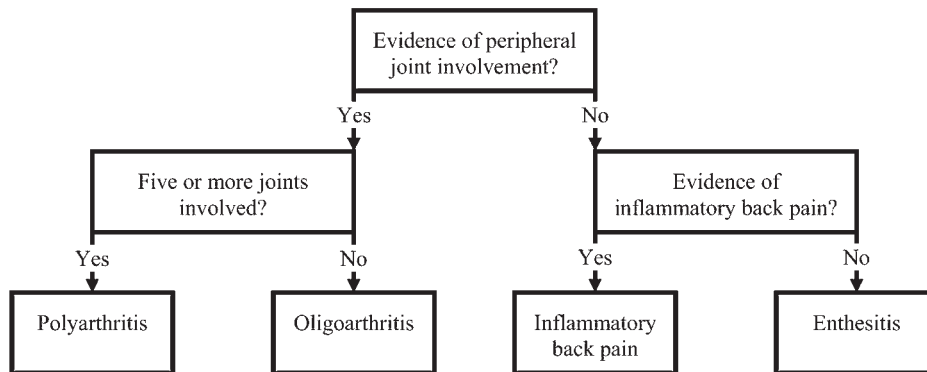 Evidence of peripheral
joint involvement?
Yes
No
Five or more joints
involved?
Evidence of
inflammatory back pain?
Yes
No
Yes
No
Polyarthritis
Oligoarthritis
Inflammatory
back pain
Enthesitis